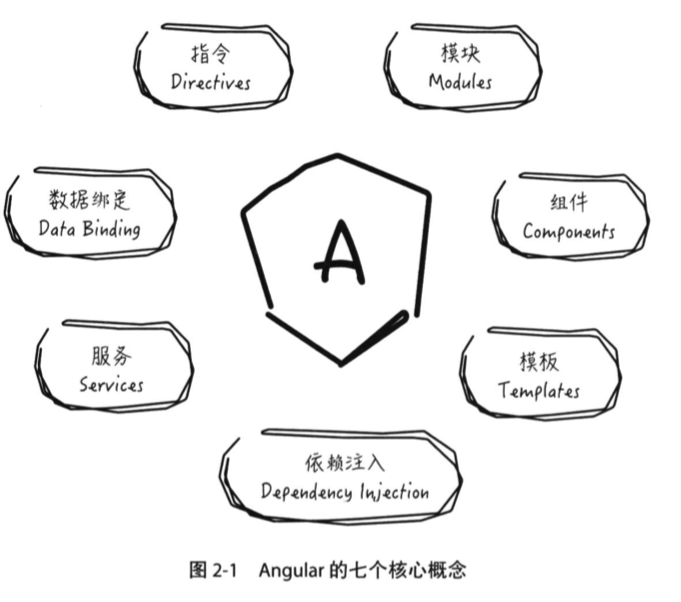 指令
Directives
模块
Modules
数据绑定
Data Binding
组件
Components
A
服务
Services
模板
Templates
依赖注入
Dependency Injection
图 2-1 Angular 的七个核心概念